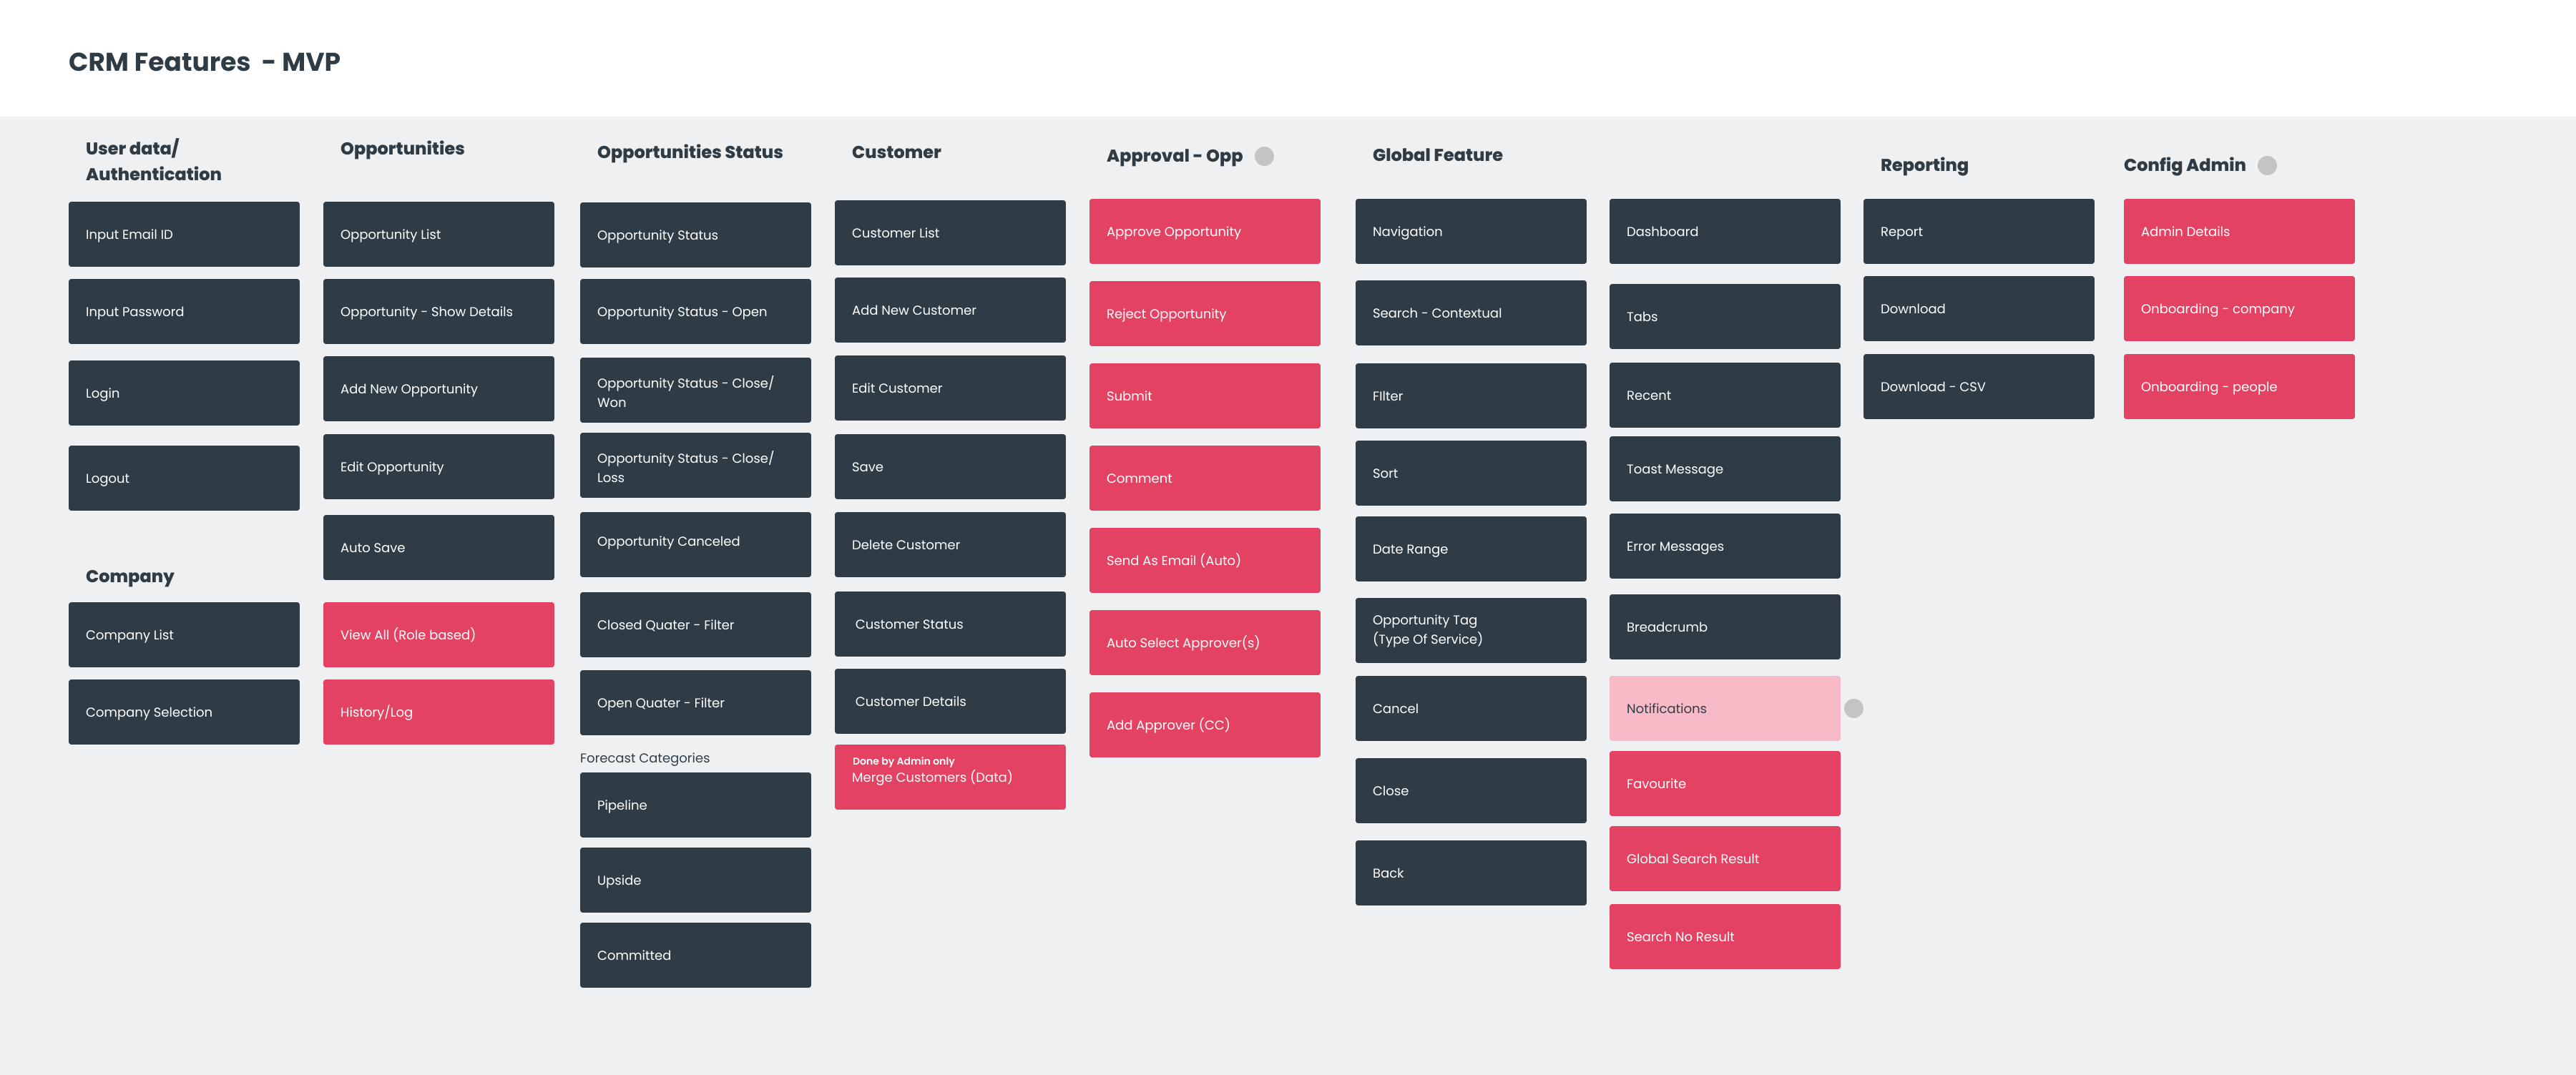 CRM Features - MVP
User data/
Authentication
Input Email ID
Input Password
Login
Logout
Company
Company List
Company Selection
Opportunities
Opportunity List
Opportunity - Show Details
Add New Opportunity
Edit Opportunity
Auto Save
View All (Role based)
History/Log
Opportunities Status
Opportunity Status
Opportunity Status - Open
Opportunity Status - Close/
Won
Opportunity Status - Close/
Loss
Opportunity Canceled
Closed Quater - Filter
Open Quater - Filter
Forecast Categories
Pipeline
Upside
Committed
Customer
Customer List
Add New Customer
Edit Customer
Save
Delete Customer
Customer Status
Customer Details
Done by Admin only
Merge Customers (Data)
Approval - Opp
Approve Opportunity
Reject Opportunity
Submit
Comment
Send As Email (Auto)
Auto Select Approver(s)
Add Approver (CC)
Global Feature
Navigation
Search - Contextual
FIlter
Sort
Date Range
Opportunity Tag
(Type Of Service)
Cancel
Close
Back
Dashboard
Tabs
Recent
Toast Message
Error Messages
Breadcrumb
Notifications
Favourite
Global Search Result
Search No Result
Reporting
Report
Download
Download - CSV
Config Admin
Admin Details
Onboarding - company
Onboarding - people